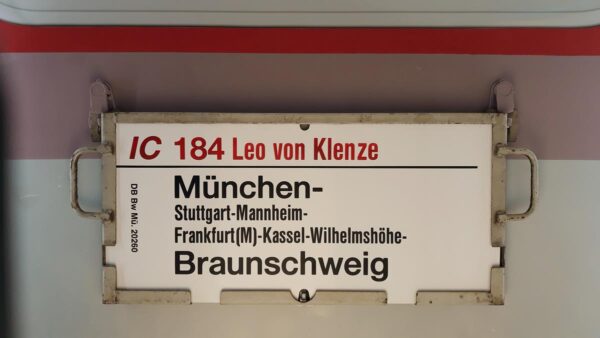 IC 184 Leo von Klenze
München-
Stuttgart-Mannheim-
Frankfurt(M)-Kassel-Wilhelmshöhe-
Braunschweig
DB Bw Mü. 20260